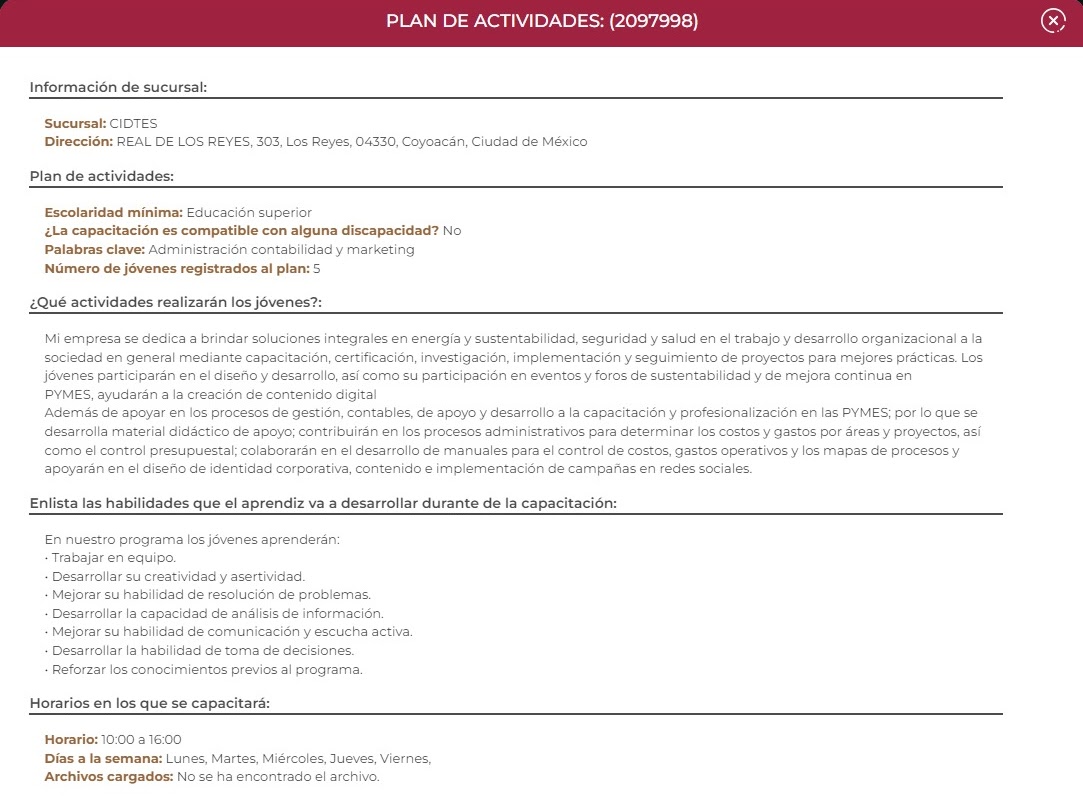 PLAN DE ACTIVIDADES: (2097998)
Información de sucursal:
Sucursal: CIDTES
Dirección: REAL DE LOS REYES, 303, Los Reyes, 04330, Coyoacán, Ciudad de México
Plan de actividades:
Escolaridad mínima: Educación superior
¿La capacitación es compatible con alguna discapacidad? No
Palabras clave: Administración contabilidad y marketing
Número de jóvenes registrados al plan: 5
¿Qué actividades realizarán los jóvenes?:
Mi empresa se dedica a brindar soluciones integrales en energía y sustentabilidad, seguridad y salud en el trabajo y desarrollo organizacional a la
sociedad en general mediante capacitación, certificación, investigación, implementación y seguimiento de proyectos para mejores prácticas. Los
jóvenes participarán en el diseño y desarrollo, así como su participación en eventos y foros de sustentabilidad y de mejora continua en
PYMES, ayudarán a la creación de contenido digital
Además de apoyar en los procesos de gestión, contables, de apoyo y desarrollo a la capacitación y profesionalización en las PYMES; por lo que se
desarrolla material didáctico de apoyo; contribuirán en los procesos administrativos para determinar los costos y gastos por áreas y proyectos, así
como el control presupuestal; colaborarán en el desarrollo de manuales para el control de costos, gastos operativos y los mapas de procesos y
apoyarán en el diseño de identidad corporativa, contenido e implementación de campañas en redes sociales.
Enlista las habilidades que el aprendiz va a desarrollar durante de la capacitación:
En nuestro programa los jóvenes aprenderán:
• Trabajar en equipo.
• Desarrollar su creatividad y asertividad.
• Mejorar su habilidad de resolución de problemas.
• Desarrollar la capacidad de análisis de información.
• Mejorar su habilidad de comunicación y escucha activa.
• Desarrollar la habilidad de toma de decisiones.
• Reforzar los conocimientos previos al programa.
Horarios en los que se capacitará:
Horario: 10:00 a 16:00
Días a la semana: Lunes, Martes, Miércoles, Jueves, Viernes,
Archivos cargados: No se ha encontrado el archivo.